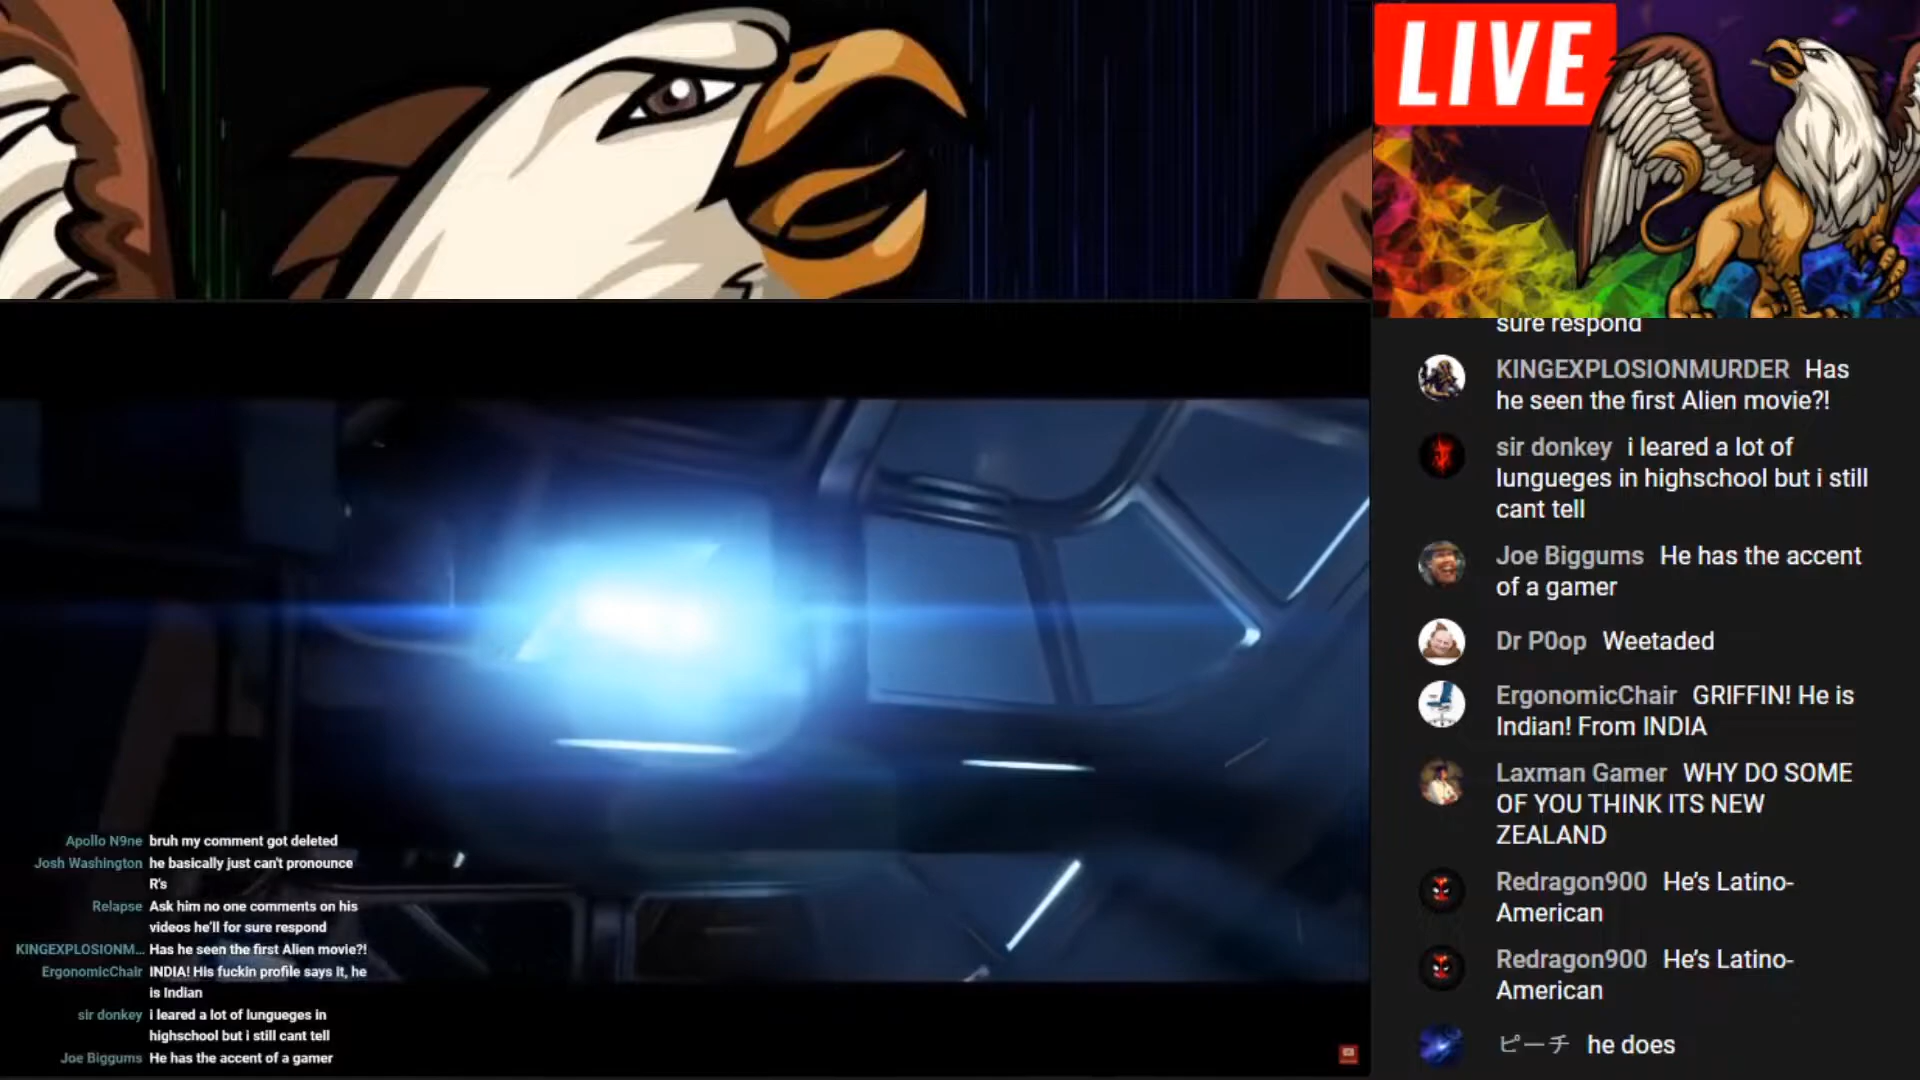 LIVE
sure respond
KINGEXPLOSIONMURDER Has
he seen the first Alien movie?!
sir donkey i leared a lot of
lungueges in highschool but i still
cant tell
Joe Biggums He has the accent
of a gamer
Dr P0op Weetaded
ErgonomicChair GRIFFIN! He is
Indian! From INDIA
Laxman Gamer WHY DO SOME
OF YOU THINK ITS NEW
ZEALAND
Redragon900 He’s Latino-
American
Redragon900 He’s Latino-
American
ピーチ he does
Apollo N9ne bruh my comment got deleted
Josh Washington he basically just can't pronounce
R's
Relapse Ask him no one comments on his
videos he'll for sure respond
KINGEXPLOSIONM... Has he seen the first Alien movie?!
ErgonomicChair INDIA! His fuckin profile says it, he
is Indian
sir donkey i leared a lot of lungueges in
highschool but i still cant tell
Joe Biggums He has the accent of a gamer